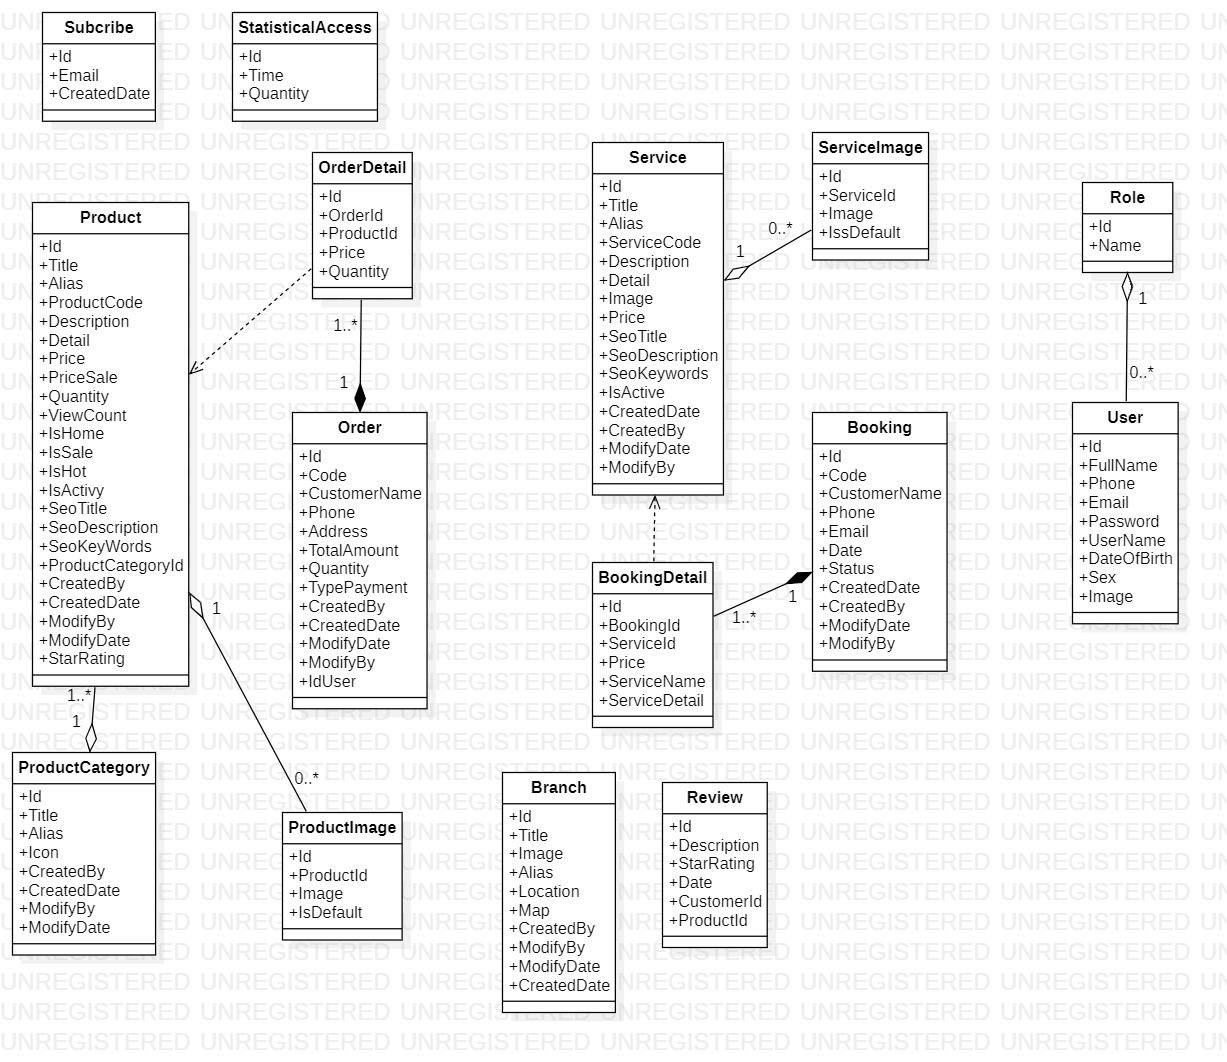 Subcribe
+Id
+Email
+CreatedDate
StatisticalAccess
+Id
+Time
+Quantity
OrderDetail
+Id
+OrderId
+ProductId
+Price
+Quantity
Product
+Id
+Title
+Alias
+ProductCode
+Description
+Detail
+Price
+PriceSale
+Quantity
+ViewCount
+IsHome
+IsSale
+IsHot
+IsActivy
+SeoTitle
+SeoDescription
+SeoKeyWords
+ProductCategoryId
+CreatedBy
+CreatedDate
+ModifyBy
+ModifyDate
+StarRating
1..*
1
Order
+Id
+Code
+CustomerName
+Phone
+Address
+TotalAmount
+Quantity
+TypePayment
+CreatedBy
+CreatedDate
+ModifyDate
+ModifyBy
+IdUser
1
0..*
1..*
1
ProductCategory
+Id
+Title
+Alias
+Icon
+CreatedBy
+CreatedDate
+ModifyBy
+ModifyDate
ProductImage
+Id
+ProductId
+Image
+IsDefault
Service
+Id
+Title
+Alias
+ServiceCode
+Description
+Detail
+Image
+Price
+SeoTitle
+SeoDescription
+SeoKeywords
+IsActive
+CreatedDate
+CreatedBy
+ModifyDate
+ModifyBy
0..*
1
ServiceImage
+Id
+ServiceId
+Image
+IssDefault
Booking
+Id
+Code
+CustomerName
+Phone
+Email
+Date
+Status
+CreatedDate
+CreatedBy
+ModifyDate
+ModifyBy
BookingDetail
+Id
+BookingId
+ServiceId
+Price
+ServiceName
+ServiceDetail
1
1..*
Role
+Id
+Name
1
0..*
User
+Id
+FullName
+Phone
+Email
+Password
+UserName
+DateOfBirth
+Sex
+Image
Branch
+Id
+Title
+Image
+Alias
+Location
+Map
+CreatedBy
+ModifyBy
+ModifyDate
+CreatedDate
Review
+Id
+Description
+StarRating
+Date
+CustomerId
+ProductId
UNREGISTERED